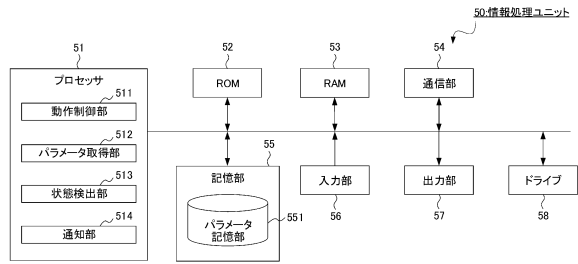 50:情報処理ユニット
51
プロセッサ
511
動作制御部
512
パラメータ取得部
513
状態検出部
514
通知部
52
ROM
53
RAM
54
通信部
55
記憶部
パラメータ
記憶部
551
入力部
56
出力部
57
ドライブ
58